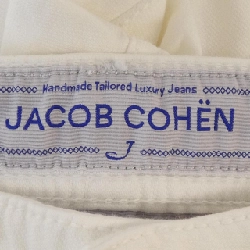 Handmade Tailored Luxury Jeans
JACOB COHËN
J